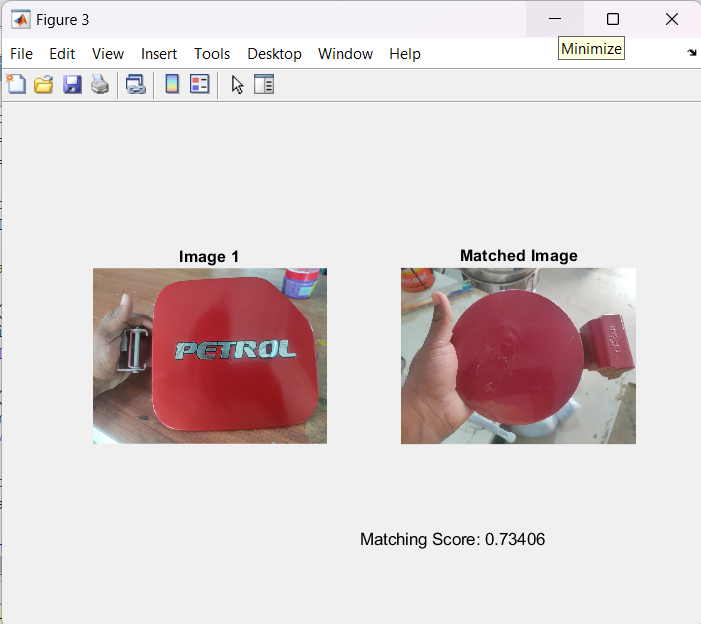 Figure 3
Minimize
File Edit View Insert Tools Desktop Window Help
Image 1
Matched Image
PETROL
Matching Score: 0.73406